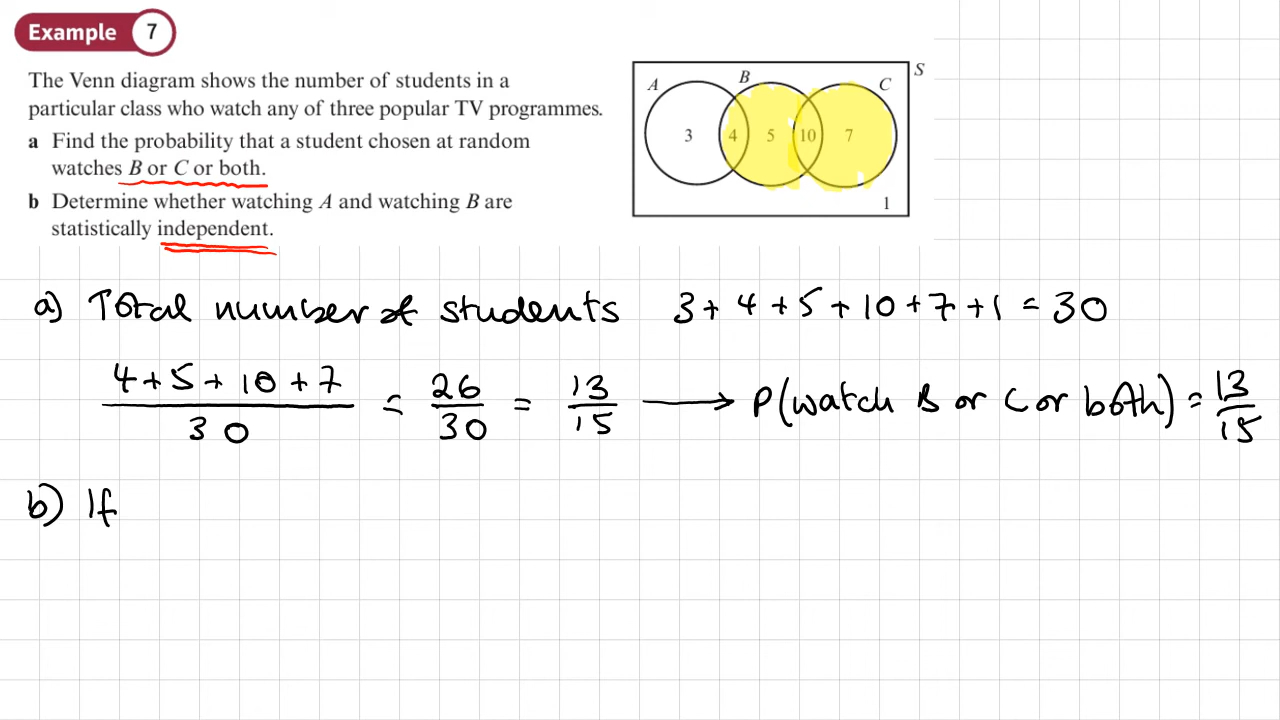 Example 7
The Venn diagram shows the number of students in a
particular class who watch any of three popular TV programmes.
a Find the probability that a student chosen at random
watches B or C or both.
b Determine whether watching A and watching B are
statistically independent.
A B C S
3 4 5 10 7
1
a) Total number of students 3 + 4 + 5 + 10 + 7 + 1 = 30
4 + 5 + 10 + 7 / 30 = 26/30 = 13/15 → P(watch B or C or both) = 13/15
b) If